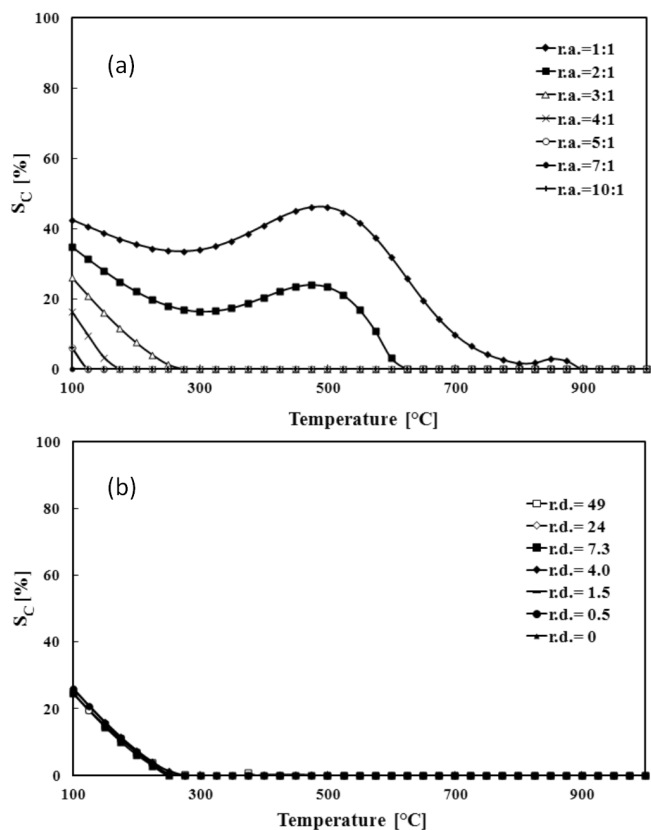 100
80
60
40
20
0
S_C [%]
(a)
r.a.=1:1
r.a.=2:1
r.a.=3:1
r.a.=4:1
r.a.=5:1
r.a.=7:1
r.a.=10:1
100 300 500 700 900
Temperature [°C]
100
80
60
40
20
0
S_C [%]
(b)
r.d.= 49
r.d.= 24
r.d.= 7.3
r.d.= 4.0
r.d.= 1.5
r.d.= 0.5
r.d.= 0
100 300 500 700 900
Temperature [°C]